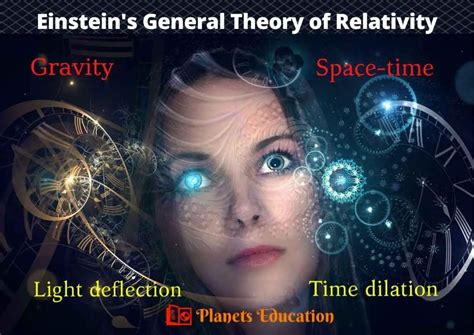 Einstein's General Theory of Relativity
Gravity
Space-time
Light deflection
Time dilation
Planets Education